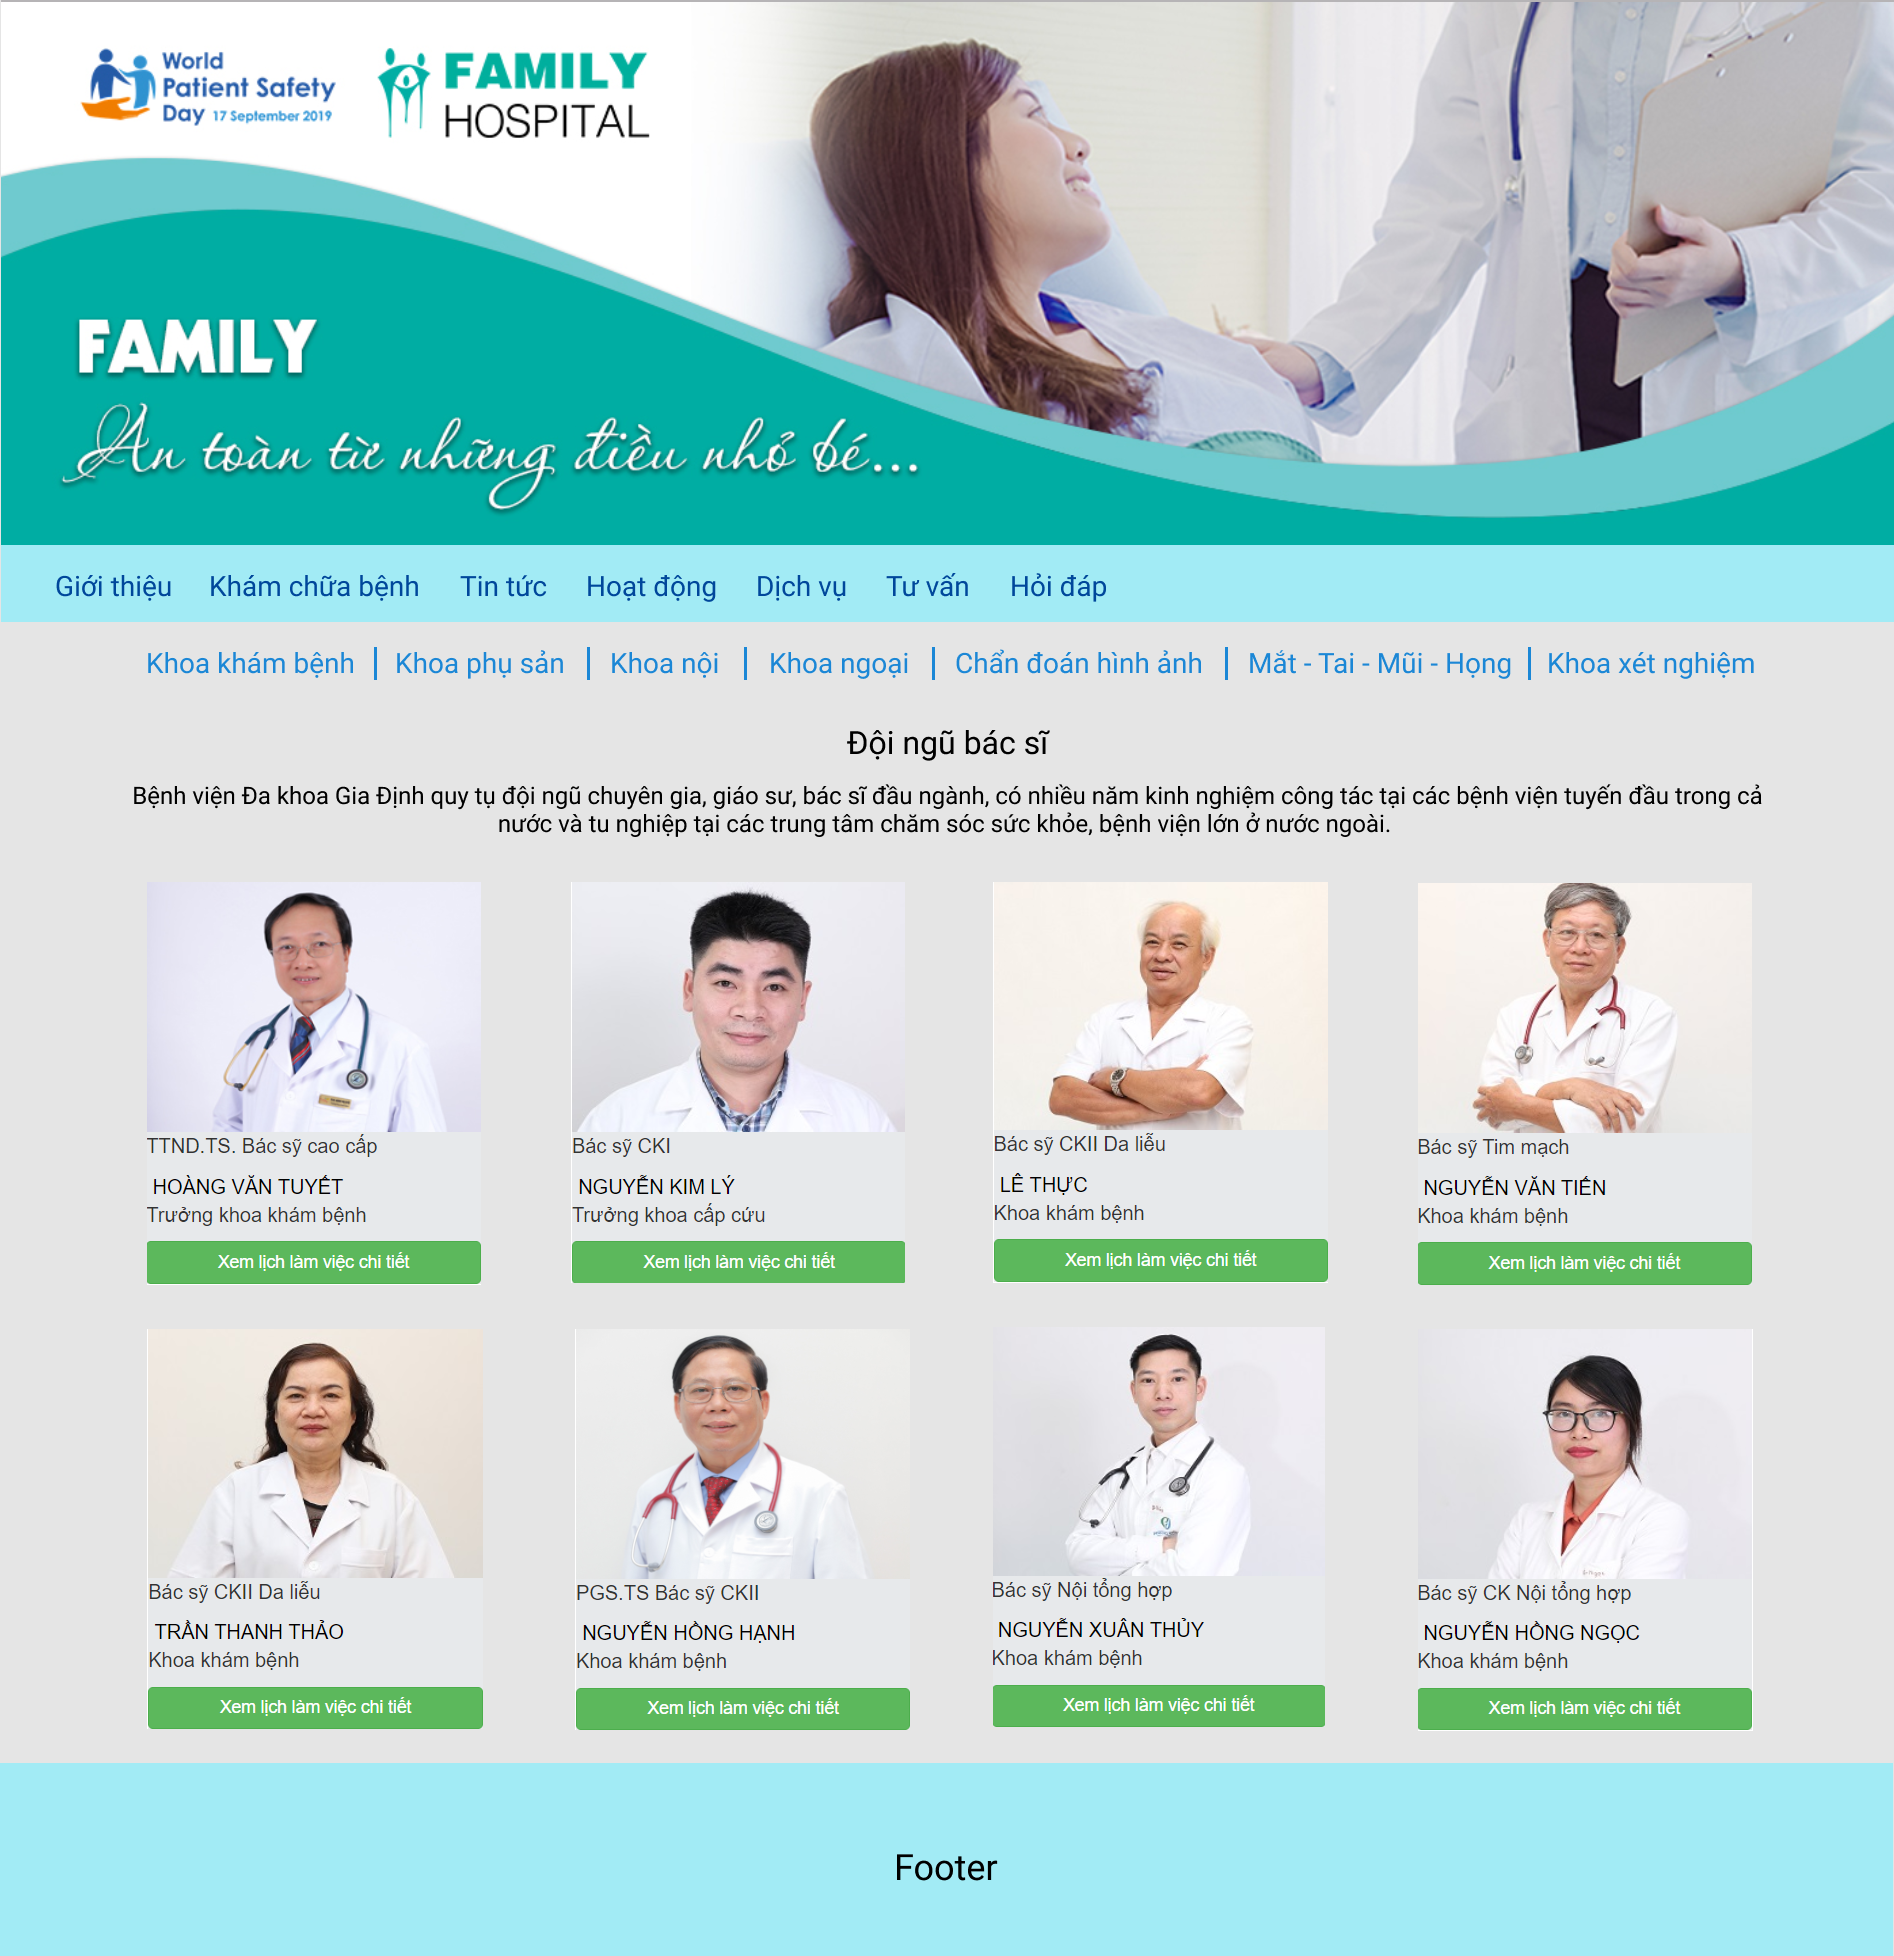 World
Patient Safety
Day 17 September 2019
FAMILY
HOSPITAL
FAMILY
An toàn từ những điều nhỏ bé...
Giới thiệu Khám chữa bệnh Tin tức Hoạt động Dịch vụ Tư vấn Hỏi đáp
Khoa khám bệnh | Khoa phụ sản | Khoa nội | Khoa ngoại | Chẩn đoán hình ảnh | Mắt - Tai - Mũi - Họng | Khoa xét nghiệm
Đội ngũ bác sĩ
Bệnh viện Đa khoa Gia Định quy tụ đội ngũ chuyên gia, giáo sư, bác sĩ đầu ngành, có nhiều năm kinh nghiệm công tác tại các bệnh viện tuyến đầu trong cả
nước và tu nghiệp tại các trung tâm chăm sóc sức khỏe, bệnh viện lớn ở nước ngoài.
TTND.TS. Bác sỹ cao cấp
HOÀNG VĂN TUYẾT
Trưởng khoa khám bệnh
Xem lịch làm việc chi tiết
Bác sỹ CKI
NGUYỄN KIM LÝ
Trưởng khoa cấp cứu
Xem lịch làm việc chi tiết
Bác sỹ CKII Da liễu
LÊ THỰC
Khoa khám bệnh
Xem lịch làm việc chi tiết
Bác sỹ Tim mạch
NGUYỄN VĂN TIẾN
Khoa khám bệnh
Xem lịch làm việc chi tiết
Bác sỹ CKII Da liễu
TRẦN THANH THẢO
Khoa khám bệnh
Xem lịch làm việc chi tiết
PGS.TS Bác sỹ CKII
NGUYỄN HỒNG HẠNH
Khoa khám bệnh
Xem lịch làm việc chi tiết
Bác sỹ Nội tổng hợp
NGUYỄN XUÂN THỦY
Khoa khám bệnh
Xem lịch làm việc chi tiết
Bác sỹ CK Nội tổng hợp
NGUYỄN HỒNG NGỌC
Khoa khám bệnh
Xem lịch làm việc chi tiết
Footer